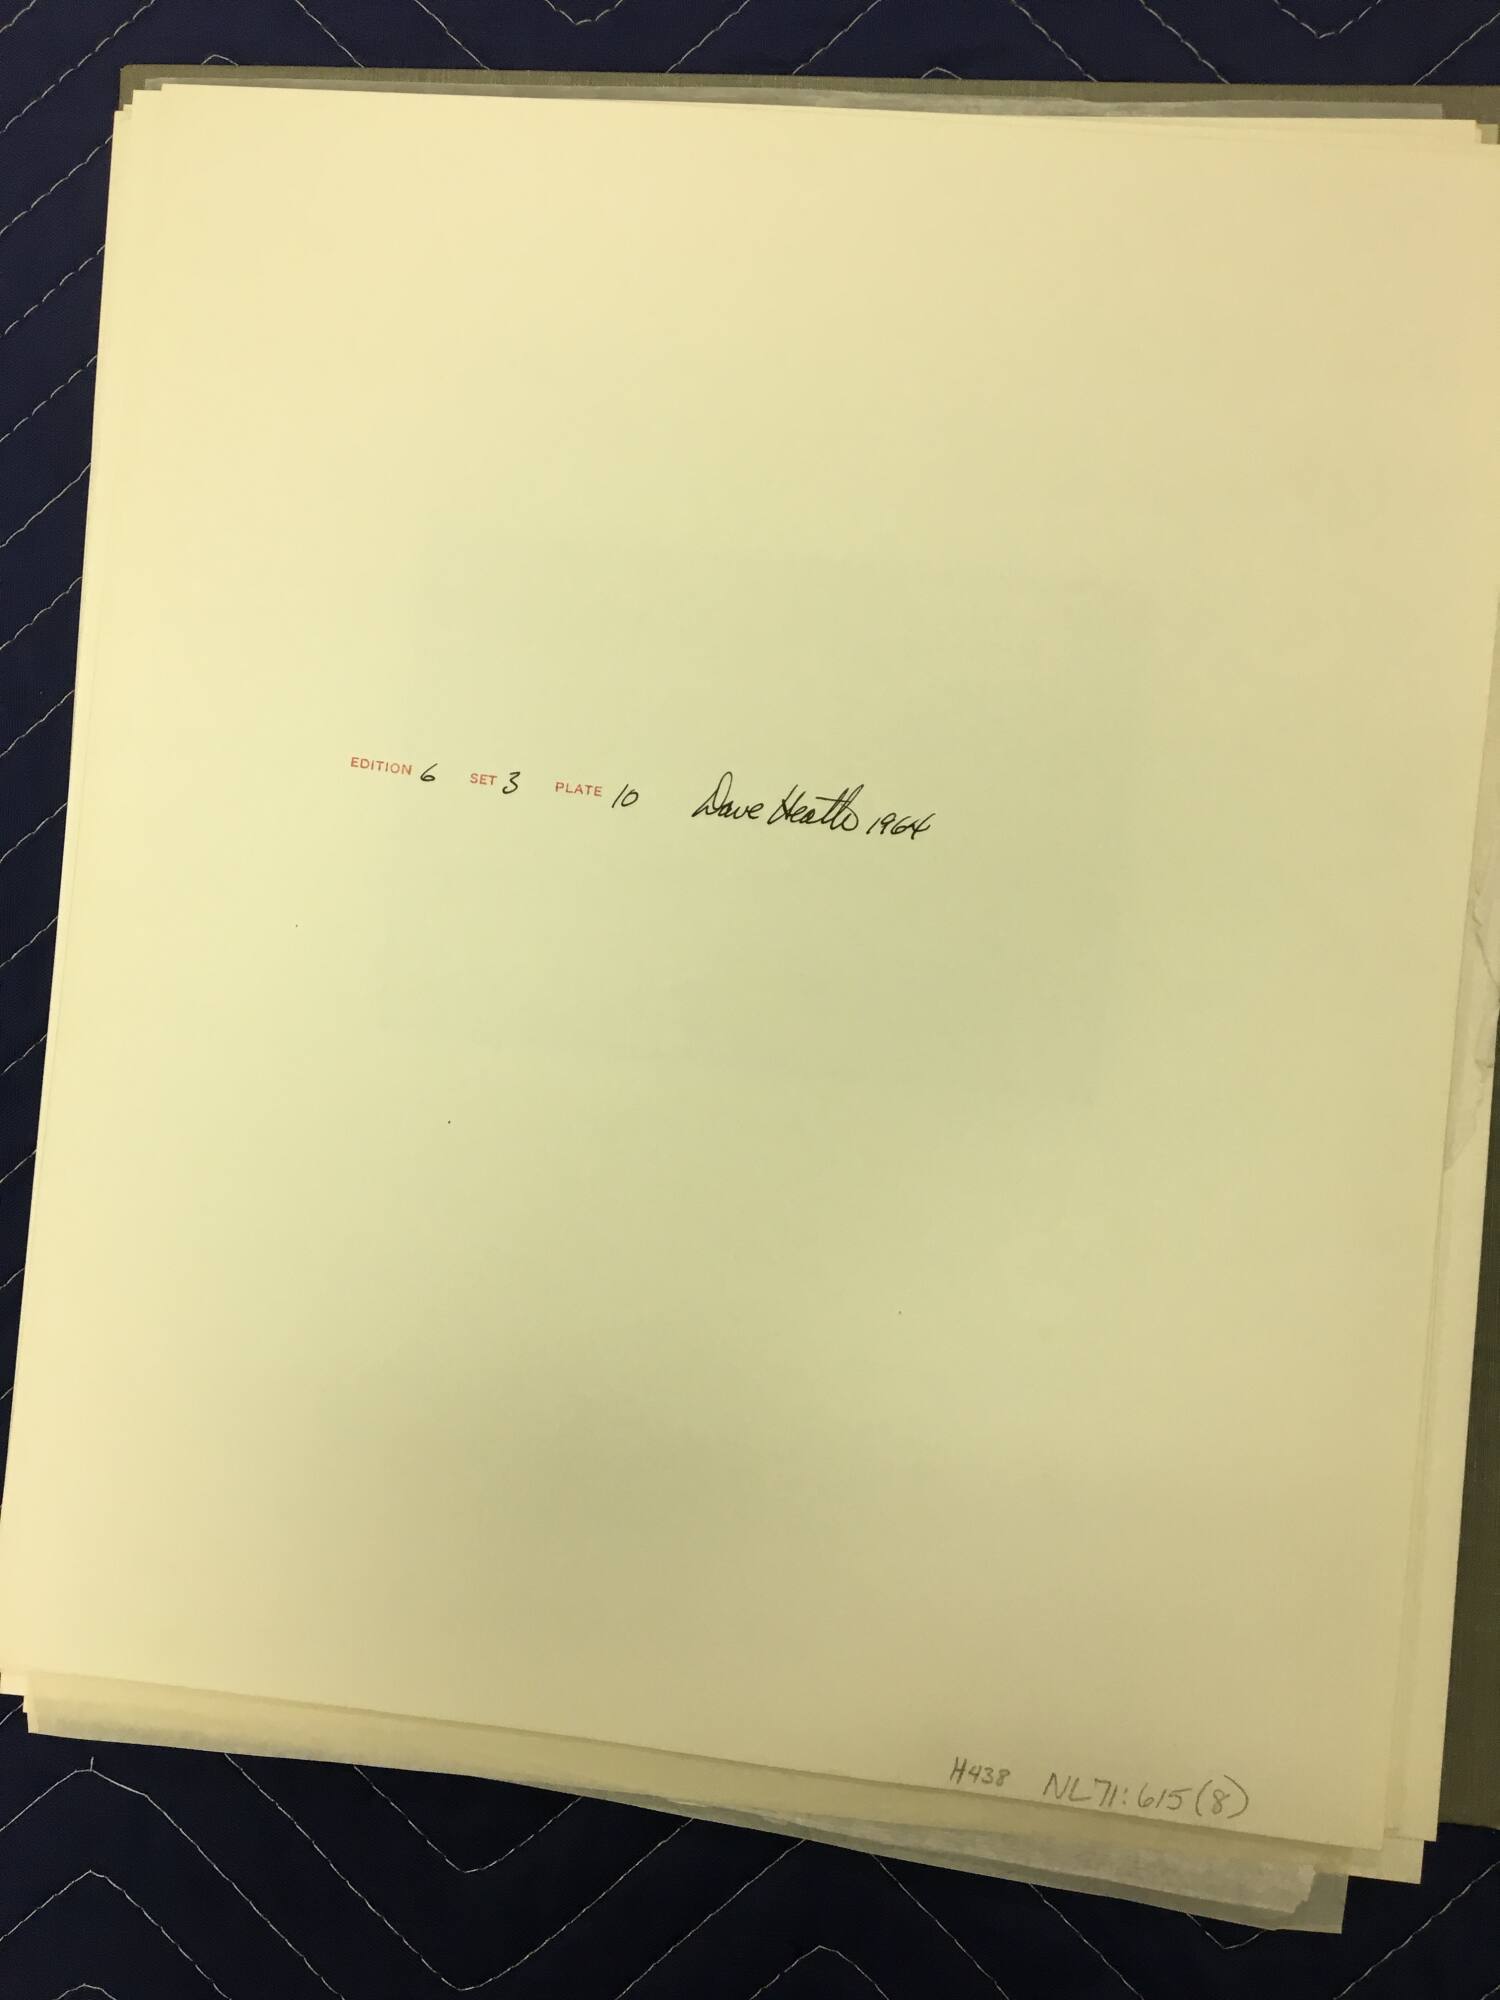 EDITION 6 SET 3 PLATE 10 Dave Heath 1964
H438 NL71:615(8)